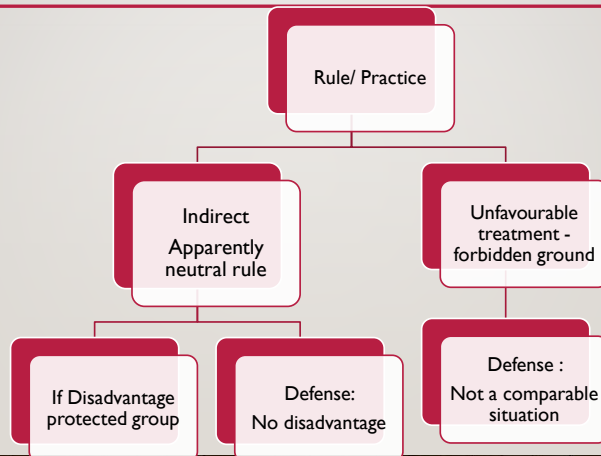 Rule/ Practice
Indirect
Apparently
neutral rule
Unfavourable
treatment -
forbidden ground
If Disadvantage
protected group
Defense:
No disadvantage
Defense :
Not a comparable
situation